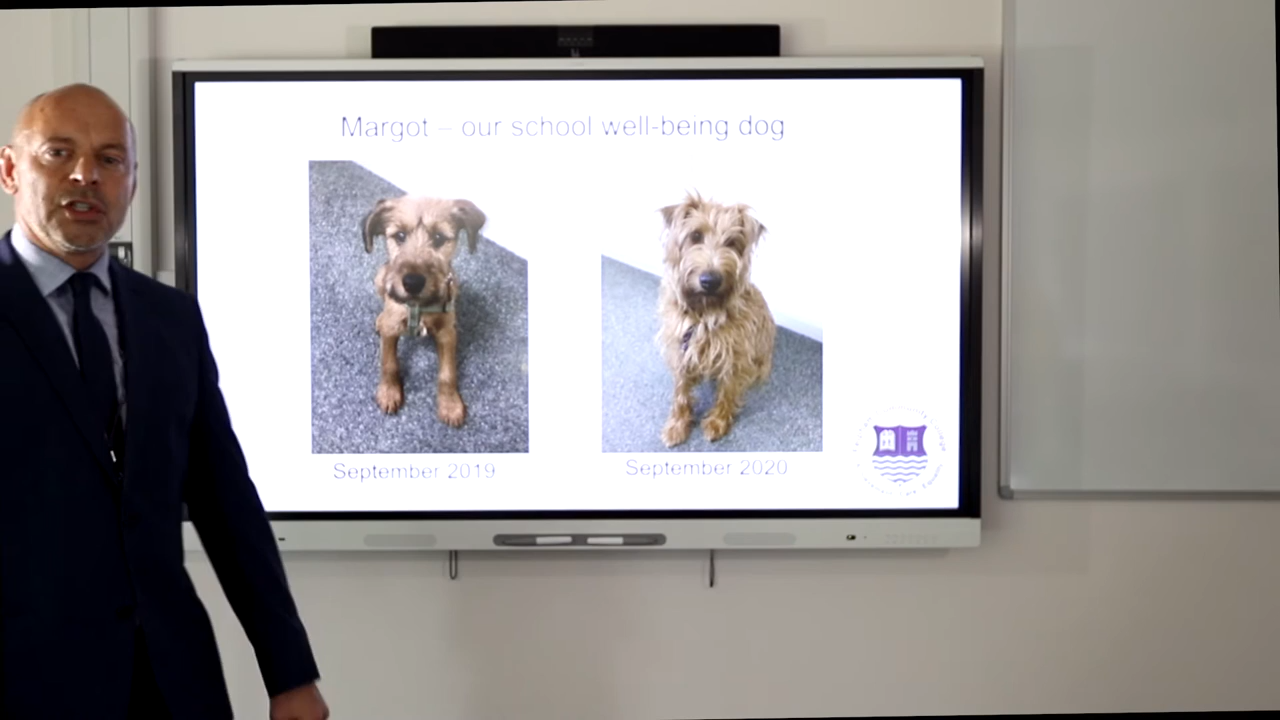 Margot – our school well-being dog
September 2019
September 2020